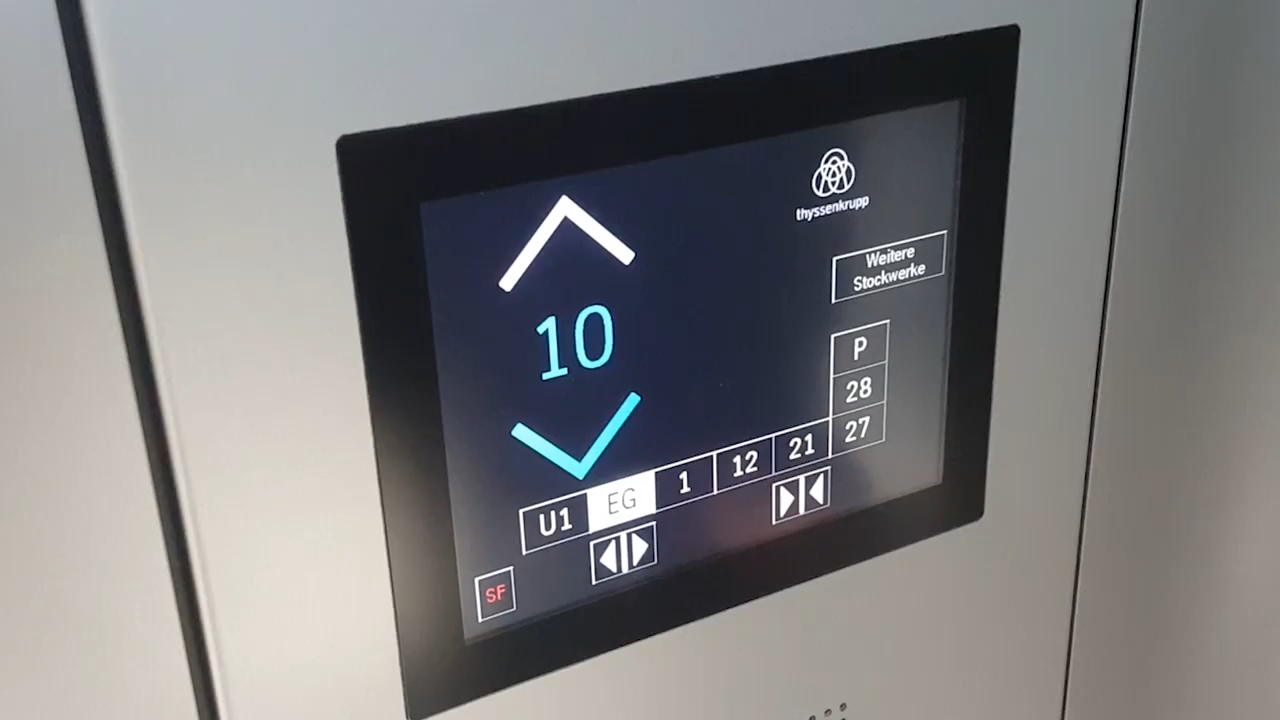 thyssenkrupp
Weitere
Stockwerke
10
P
28
27
U1 EG 1 12 21
SF